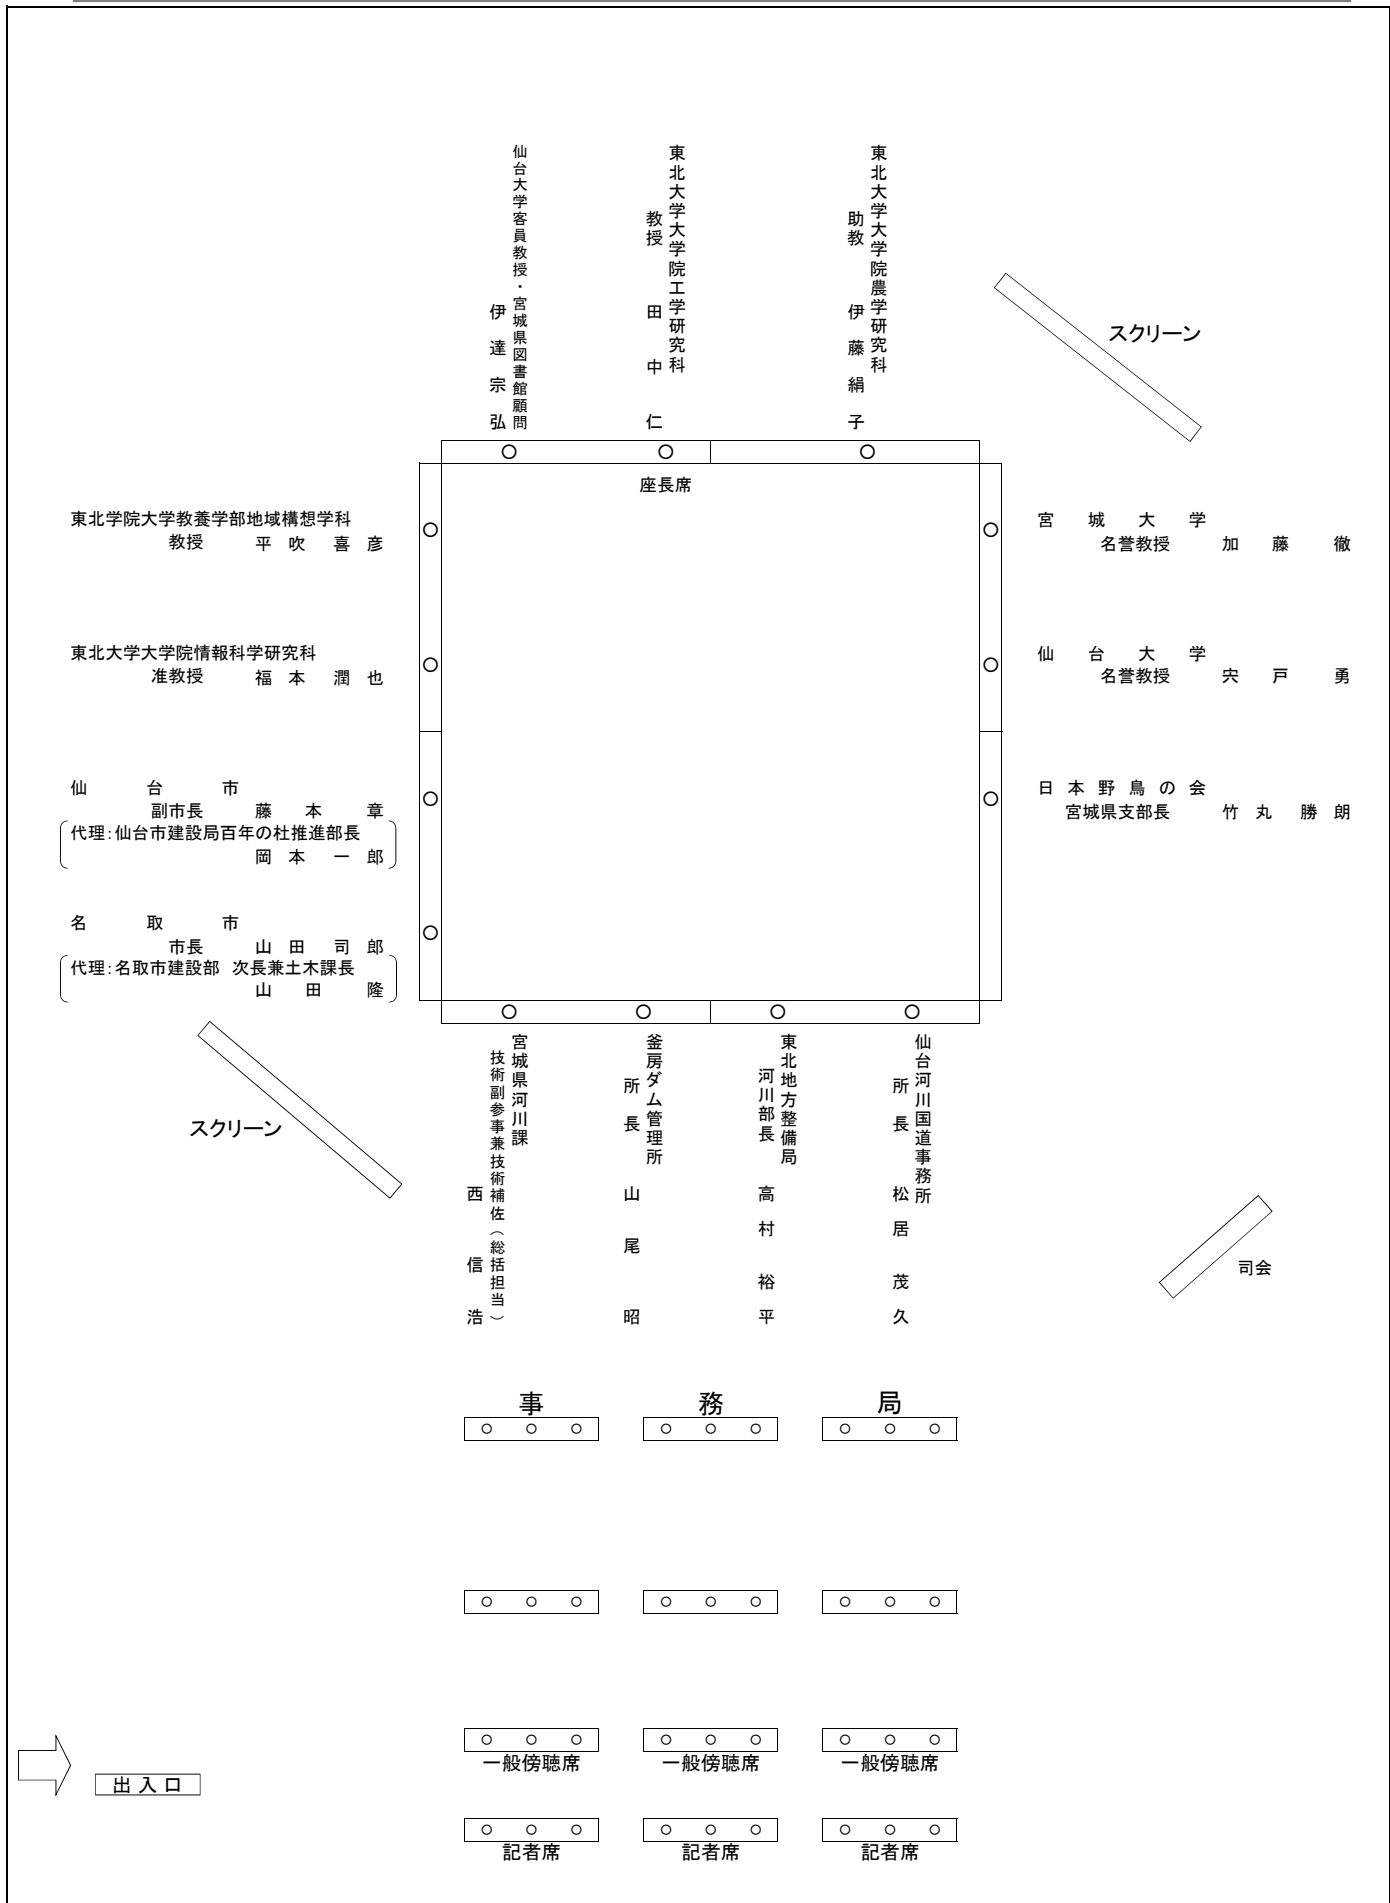 仙台大学客員教授・宮城県図書館顧問
伊達宗弘
東北大学大学院工学研究科
教授 田中仁
東北大学大学院農学研究科
助教 伊藤絹子
スクリーン
座長席
東北学院大学教養学部地域構想学科
教授 平吹喜彦
東北大学大学院情報科学研究科
准教授 福本潤也
仙台市
副市長 藤本章
代理:仙台市建設局百年の杜推進部長
岡本一郎
名取市
市長 山田司郎
代理:名取市建設部 次長兼土木課長
山田隆
宮城大学
名誉教授 加藤徹
仙台大学
名誉教授 宍戸勇
日本野鳥の会
宮城県支部長 竹丸勝朗
スクリーン
宮城県河川課
技術副参事兼技術補佐(総括担当)
西信浩
釜房ダム管理所
所長 山尾昭
東北地方整備局
河川部長 高村裕平
仙台河川国道事務所
所長 松居茂久
司会
事務局
一般傍聴席 一般傍聴席 一般傍聴席
出入口
記者席 記者席 記者席